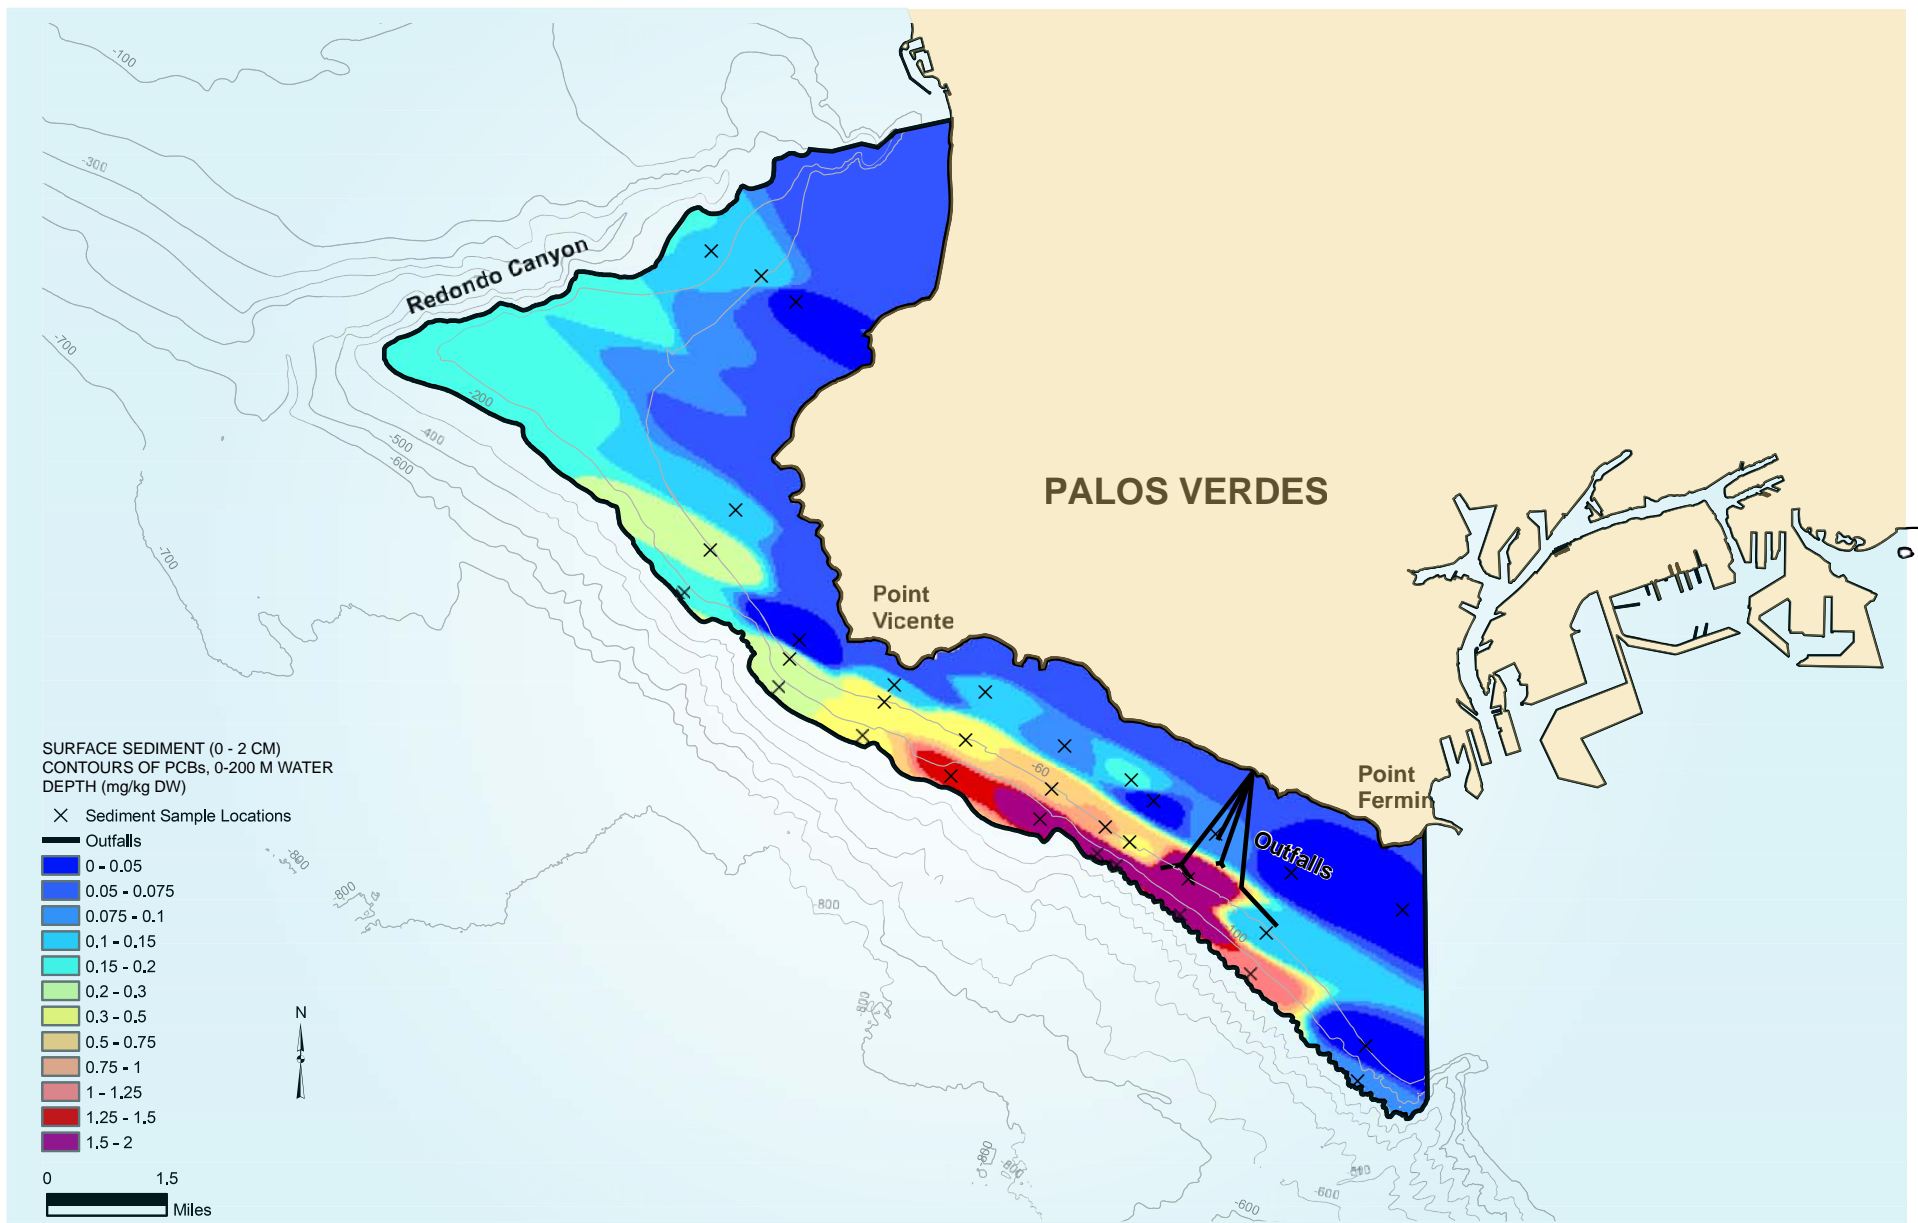 -100
-300
Redondo Canyon
-700
-200
-400
-500
-600
-700
PALOS VERDES
Point
Vicente
-60
Point
Fermin
Outfalls
-100
-800
-800
-800
-800
-600
-600
SURFACE SEDIMENT (0 - 2 CM)
CONTOURS OF PCBs, 0-200 M WATER
DEPTH (mg/kg DW)
Sediment Sample Locations
Outfalls
0 - 0.05
0.05 - 0.075
0.075 - 0.1
0.1 - 0.15
0.15 - 0.2
0.2 - 0.3
0.3 - 0.5
0.5 - 0.75
0.75 - 1
1 - 1.25
1.25 - 1.5
1.5 - 2
N
0 1.5
Miles